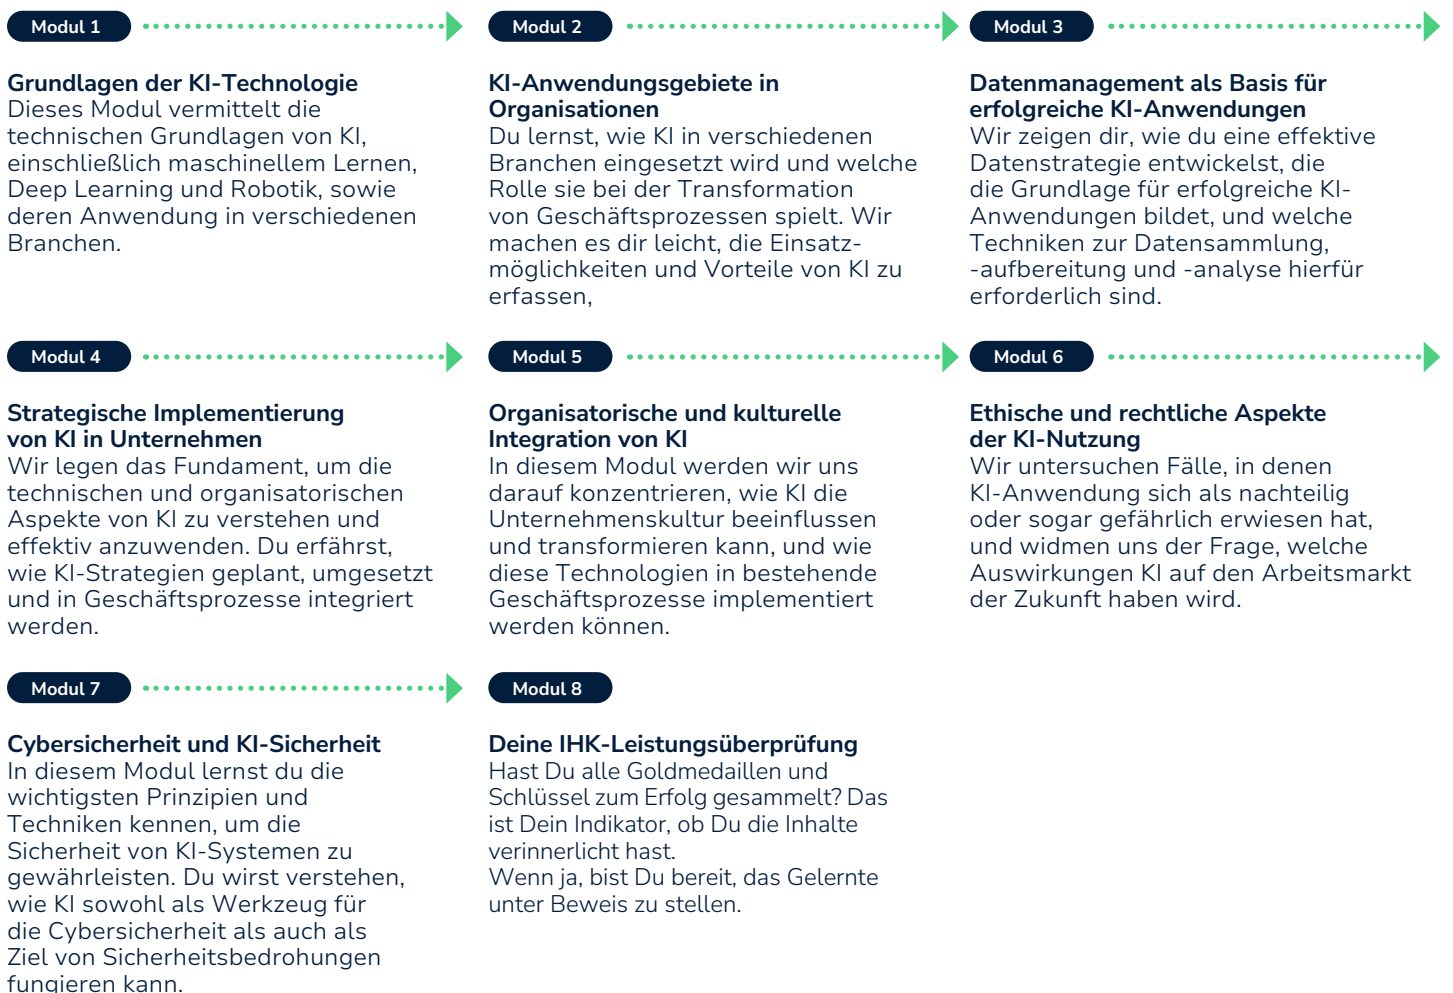 Modul 1
Grundlagen der KI-Technologie
Dieses Modul vermittelt die
technischen Grundlagen von KI,
einschließlich maschinellem Lernen,
Deep Learning und Robotik, sowie
deren Anwendung in verschiedenen
Branchen.
Modul 2
KI-Anwendungsgebiete in
Organisationen
Du lernst, wie KI in verschiedenen
Branchen eingesetzt wird und welche
Rolle sie bei der Transformation
von Geschäftsprozessen spielt. Wir
machen es dir leicht, die Einsatz-
möglichkeiten und Vorteile von KI zu
erfassen,
Modul 3
Datenmanagement als Basis für
erfolgreiche KI-Anwendungen
Wir zeigen dir, wie du eine effektive
Datenstrategie entwickelst, die
die Grundlage für erfolgreiche KI-
Anwendungen bildet, und welche
Techniken zur Datensammlung,
-aufbereitung und -analyse hierfür
erforderlich sind.
Modul 4
Strategische Implementierung
von KI in Unternehmen
Wir legen das Fundament, um die
technischen und organisatorischen
Aspekte von KI zu verstehen und
effektiv anzuwenden. Du erfährst,
wie KI-Strategien geplant, umgesetzt
und in Geschäftsprozesse integriert
werden.
Modul 5
Organisatorische und kulturelle
Integration von KI
In diesem Modul werden wir uns
darauf konzentrieren, wie KI die
Unternehmenskultur beeinflussen
und transformieren kann, und wie
diese Technologien in bestehende
Geschäftsprozesse implementiert
werden können.
Modul 6
Ethische und rechtliche Aspekte
der KI-Nutzung
Wir untersuchen Fälle, in denen
KI-Anwendung sich als nachteilig
oder sogar gefährlich erwiesen hat,
und widmen uns der Frage, welche
Auswirkungen KI auf den Arbeitsmarkt
der Zukunft haben wird.
Modul 7
Cybersicherheit und KI-Sicherheit
In diesem Modul lernst du die
wichtigsten Prinzipien und
Techniken kennen, um die
Sicherheit von KI-Systemen zu
gewährleisten. Du wirst verstehen,
wie KI sowohl als Werkzeug für
die Cybersicherheit als auch als
Ziel von Sicherheitsbedrohungen
fungieren kann.
Modul 8
Deine IHK-Leistungsüberprüfung
Hast Du alle Goldmedaillen und
Schlüssel zum Erfolg gesammelt? Das
ist Dein Indikator, ob Du die Inhalte
verinnerlicht hast.
Wenn ja, bist Du bereit, das Gelernte
unter Beweis zu stellen.